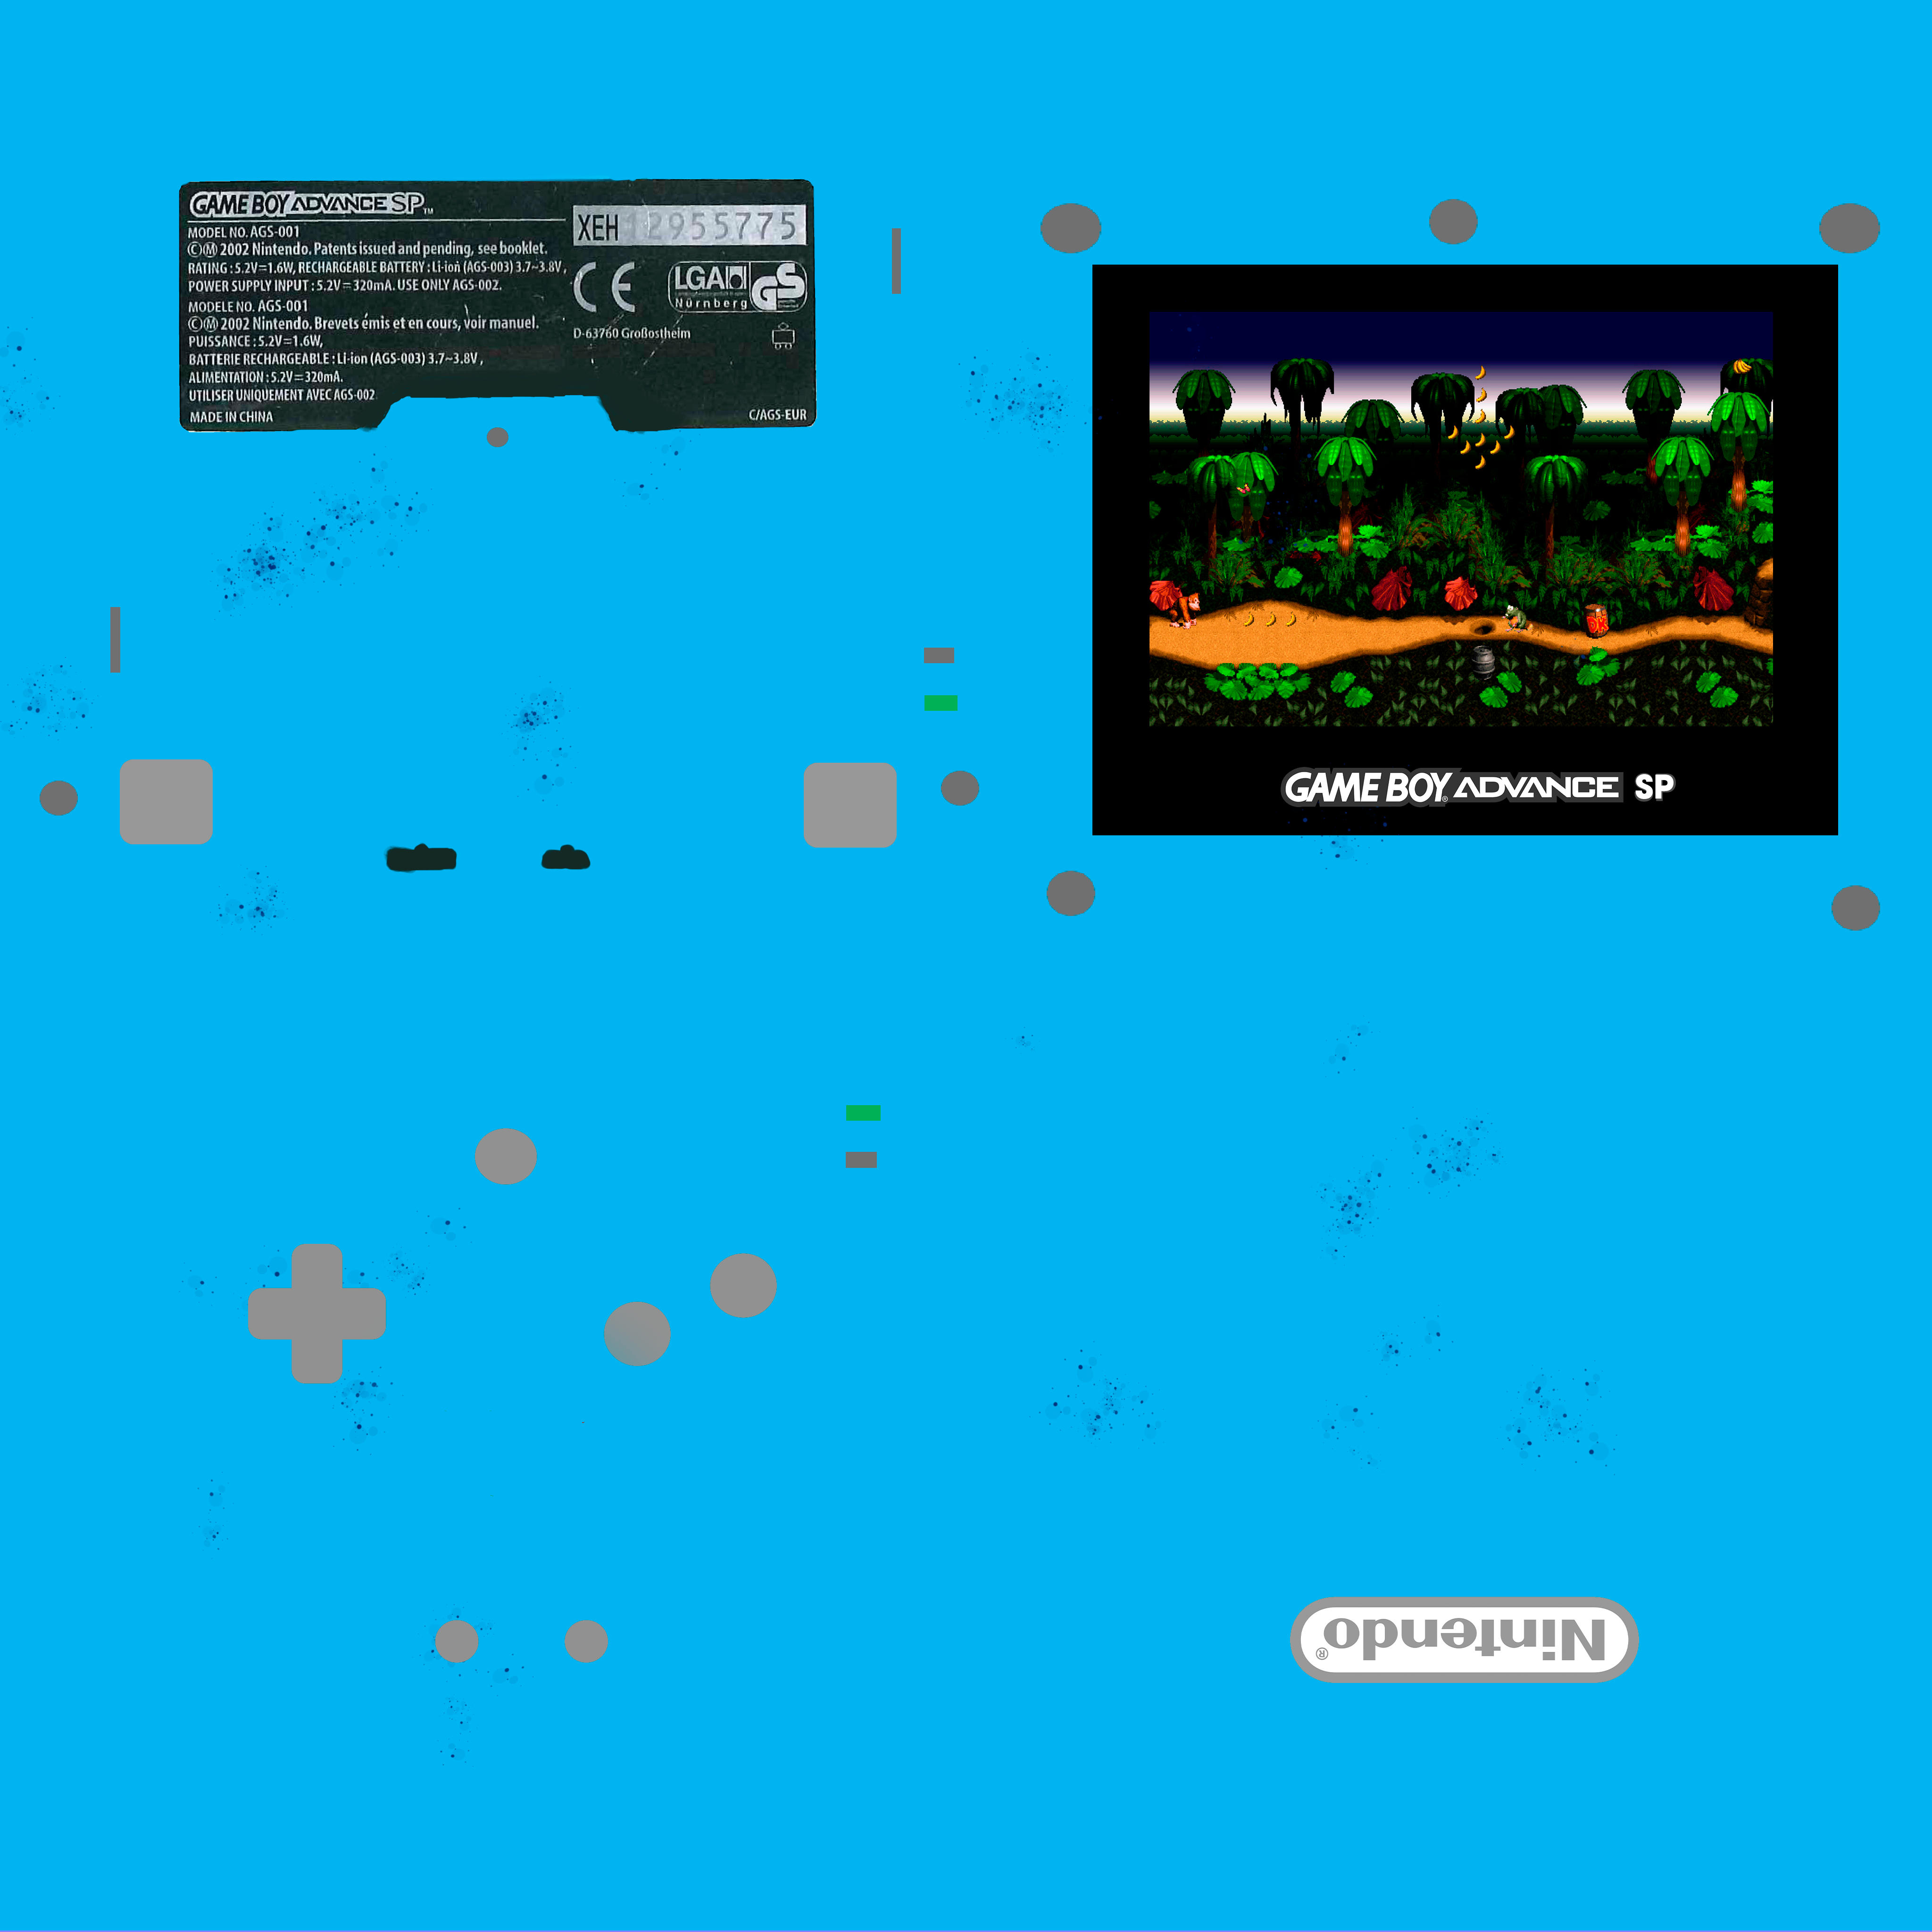 GAME BOY ADVANCE SP™
MODEL NO. AGS-001
©Ⓜ 2002 Nintendo. Patents issued and pending, see booklet.
RATING : 5.2V=1.6W, RECHARGEABLE BATTERY : Li-ion (AGS-003) 3.7~3.8V,
POWER SUPPLY INPUT : 5.2V=320mA. USE ONLY AGS-002.
MODELE NO. AGS-001
©Ⓜ 2002 Nintendo. Brevets émis et en cours, voir manuel.
PUISSANCE : 5.2V=1.6W,
BATTERIE RECHARGEABLE : Li-ion (AGS-003) 3.7~3.8V,
ALIMENTATION : 5.2V=320mA.
UTILISER UNIQUEMENT AVEC AGS-002
MADE IN CHINA
XEH 12955775
CE
LGA
Nürnberg
GS
D-63760 Großostheim
C/AGS-EUR
DK
GAME BOY® ADVANCE SP
Nintendo®